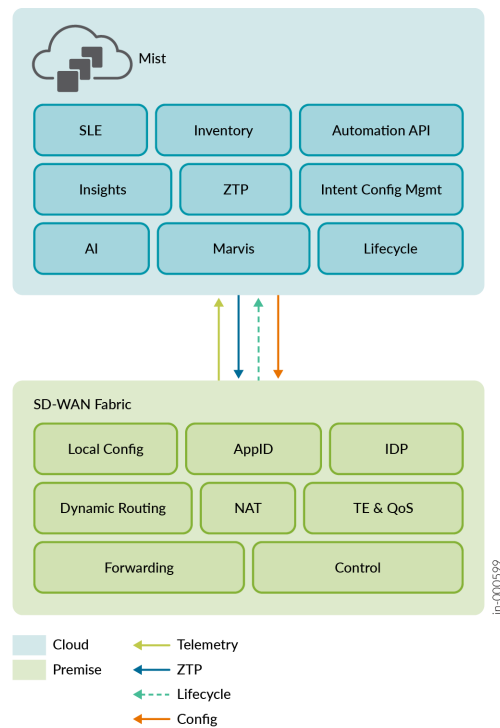 Mist
SLE
Inventory
Automation API
Insights
ZTP
Intent Config Mgmt
AI
Marvis
Lifecycle
SD-WAN Fabric
Local Config
AppID
IDP
Dynamic Routing
NAT
TE & QoS
Forwarding
Control
jn-000599
Cloud
Telemetry
Premise
ZTP
Lifecycle
Config